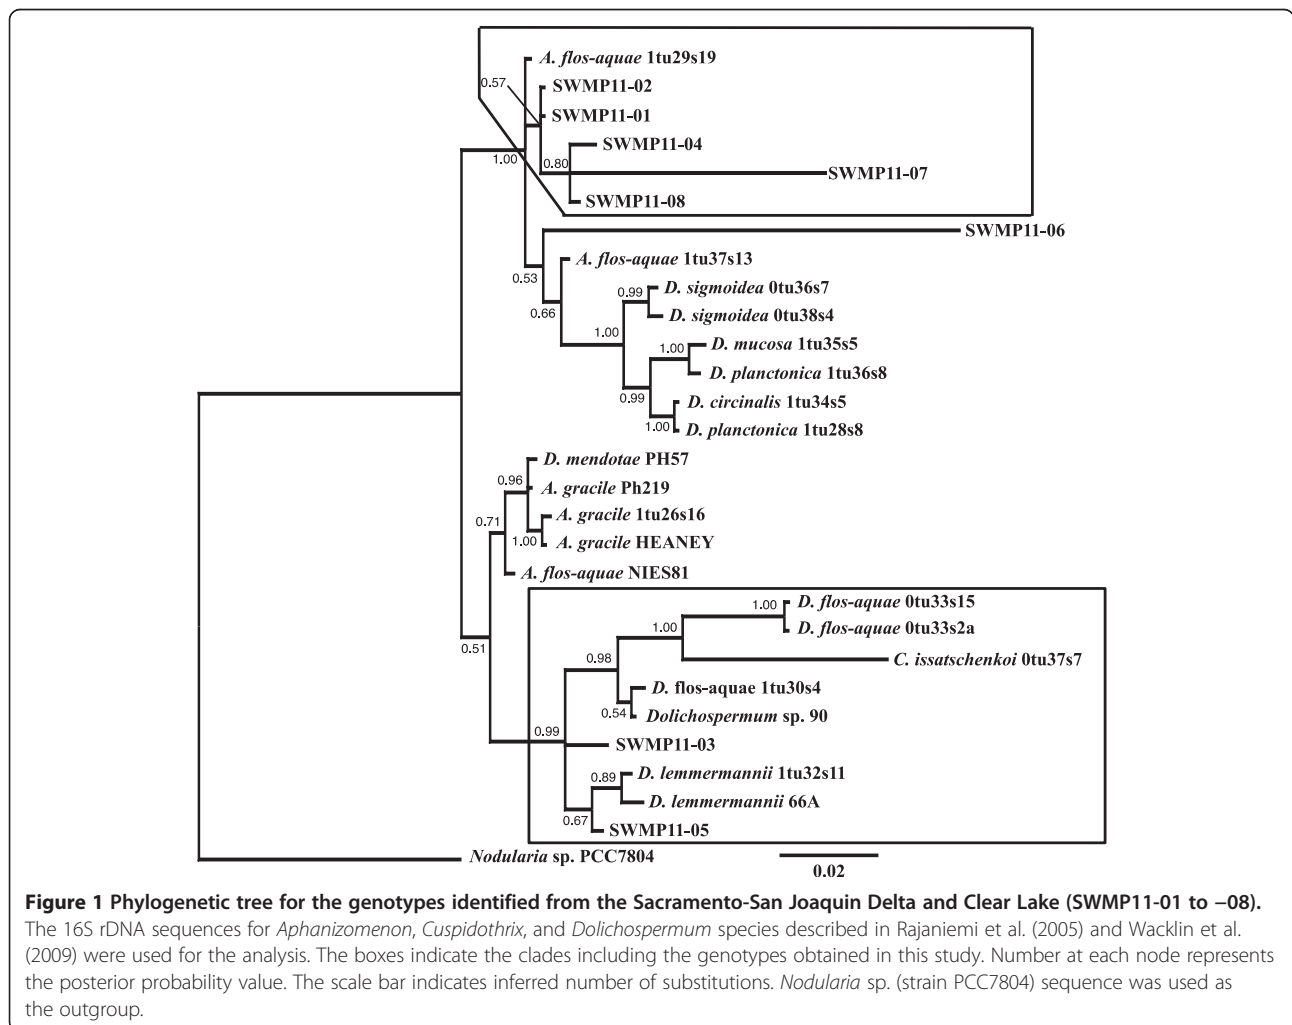 A. flos-aquae 1tu29s19
0.57
SWMP11-02
SWMP11-01
SWMP11-04
1.00
0.80
SWMP11-07
SWMP11-08
SWMP11-06
A. flos-aquae 1tu37s13
0.53
D. sigmoidea 0tu36s7
0.99
0.66
D. sigmoidea 0tu38s4
1.00
D. mucosa 1tu35s5
1.00
D. planctonica 1tu36s8
0.99
D. circinalis 1tu34s5
1.00
D. planctonica 1tu28s8
D. mendotae PH57
0.96
A. gracile Ph219
0.71
A. gracile 1tu26s16
1.00
A. gracile HEANEY
A. flos-aquae NIES81
1.00
D. flos-aquae 0tu33s15
1.00
D. flos-aquae 0tu33s2a
0.51
0.98
C. issatschenkoi 0tu37s7
D. flos-aquae 1tu30s4
0.54
Dolichospermum sp. 90
0.99
SWMP11-03
0.89
D. lemmermannii 1tu32s11
D. lemmermannii 66A
0.67
SWMP11-05
Nodularia sp. PCC7804
0.02
Figure 1 Phylogenetic tree for the genotypes identified from the Sacramento-San Joaquin Delta and Clear Lake (SWMP11-01 to −08).
The 16S rDNA sequences for Aphanizomenon, Cuspidothrix, and Dolichospermum species described in Rajaniemi et al. (2005) and Wacklin et al.
(2009) were used for the analysis. The boxes indicate the clades including the genotypes obtained in this study. Number at each node represents
the posterior probability value. The scale bar indicates inferred number of substitutions. Nodularia sp. (strain PCC7804) sequence was used as
the outgroup.